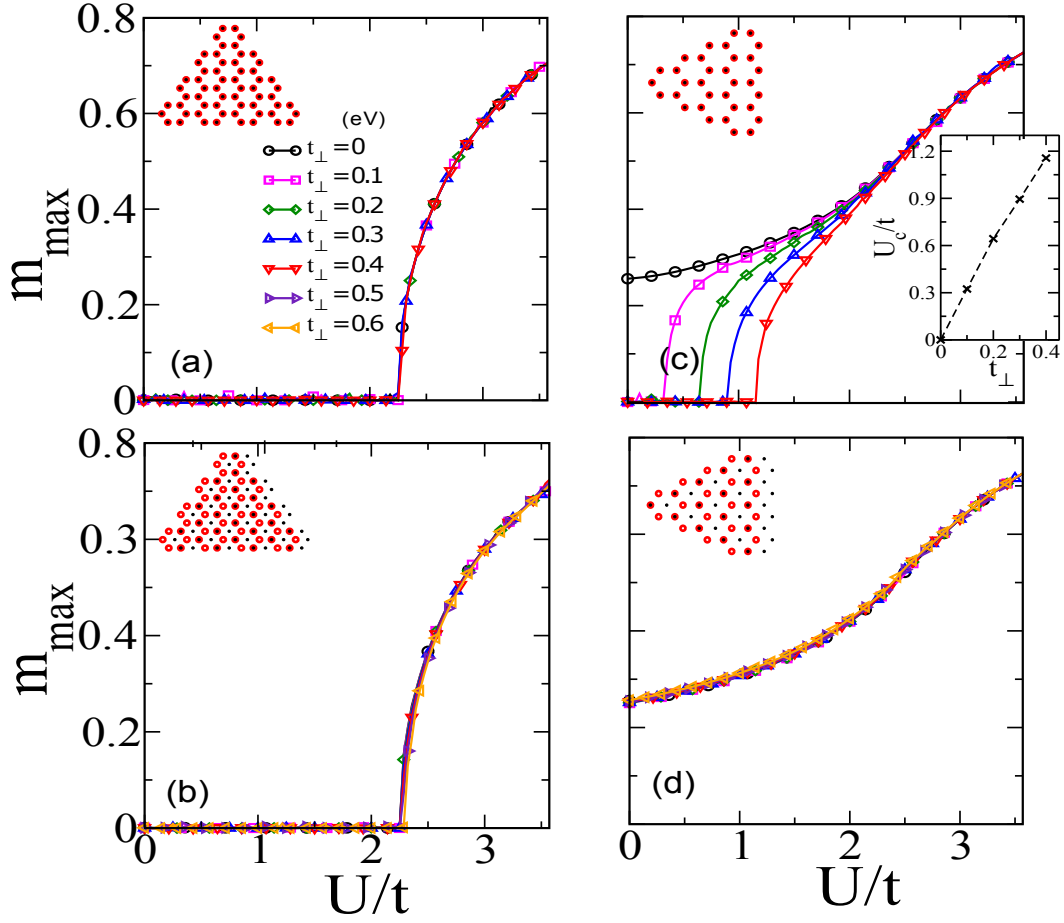 0.8
0.6
0.4
0.2
0
m_max
(eV)
t_⊥=0
t_⊥=0.1
t_⊥=0.2
t_⊥=0.3
t_⊥=0.4
t_⊥=0.5
t_⊥=0.6
(a)
(c)
1.2
0.9
0.6
0.3
0
U_c/t
0 0.2 0.4
t_⊥
0 1 2 3
0.8
0.3
0.4
0.2
0
m_max
(b)
(d)
0 1 2 3
U/t
0 1 2 3
U/t